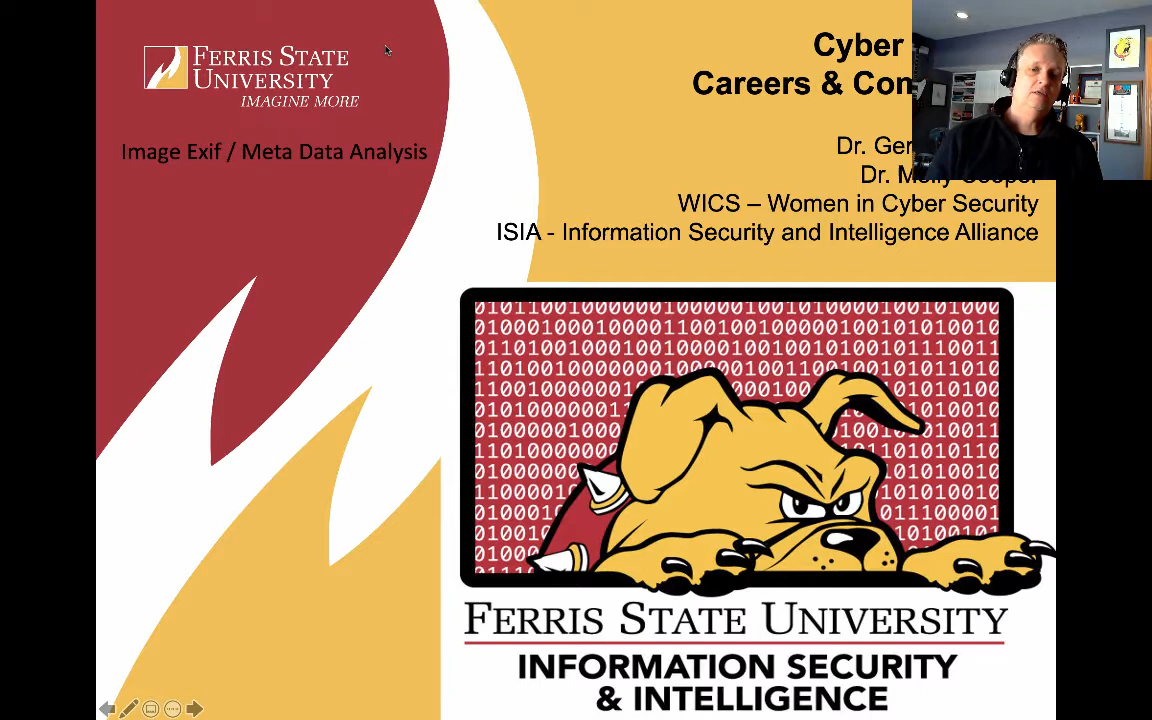 FERRIS STATE
UNIVERSITY
IMAGINE MORE
Image Exif / Meta Data Analysis
Cyber
Careers & Con
Dr. Ger
Dr.
WICS – Women in Cyber Security
ISIA - Information Security and Intelligence Alliance
FERRIS STATE UNIVERSITY
INFORMATION SECURITY
& INTELLIGENCE